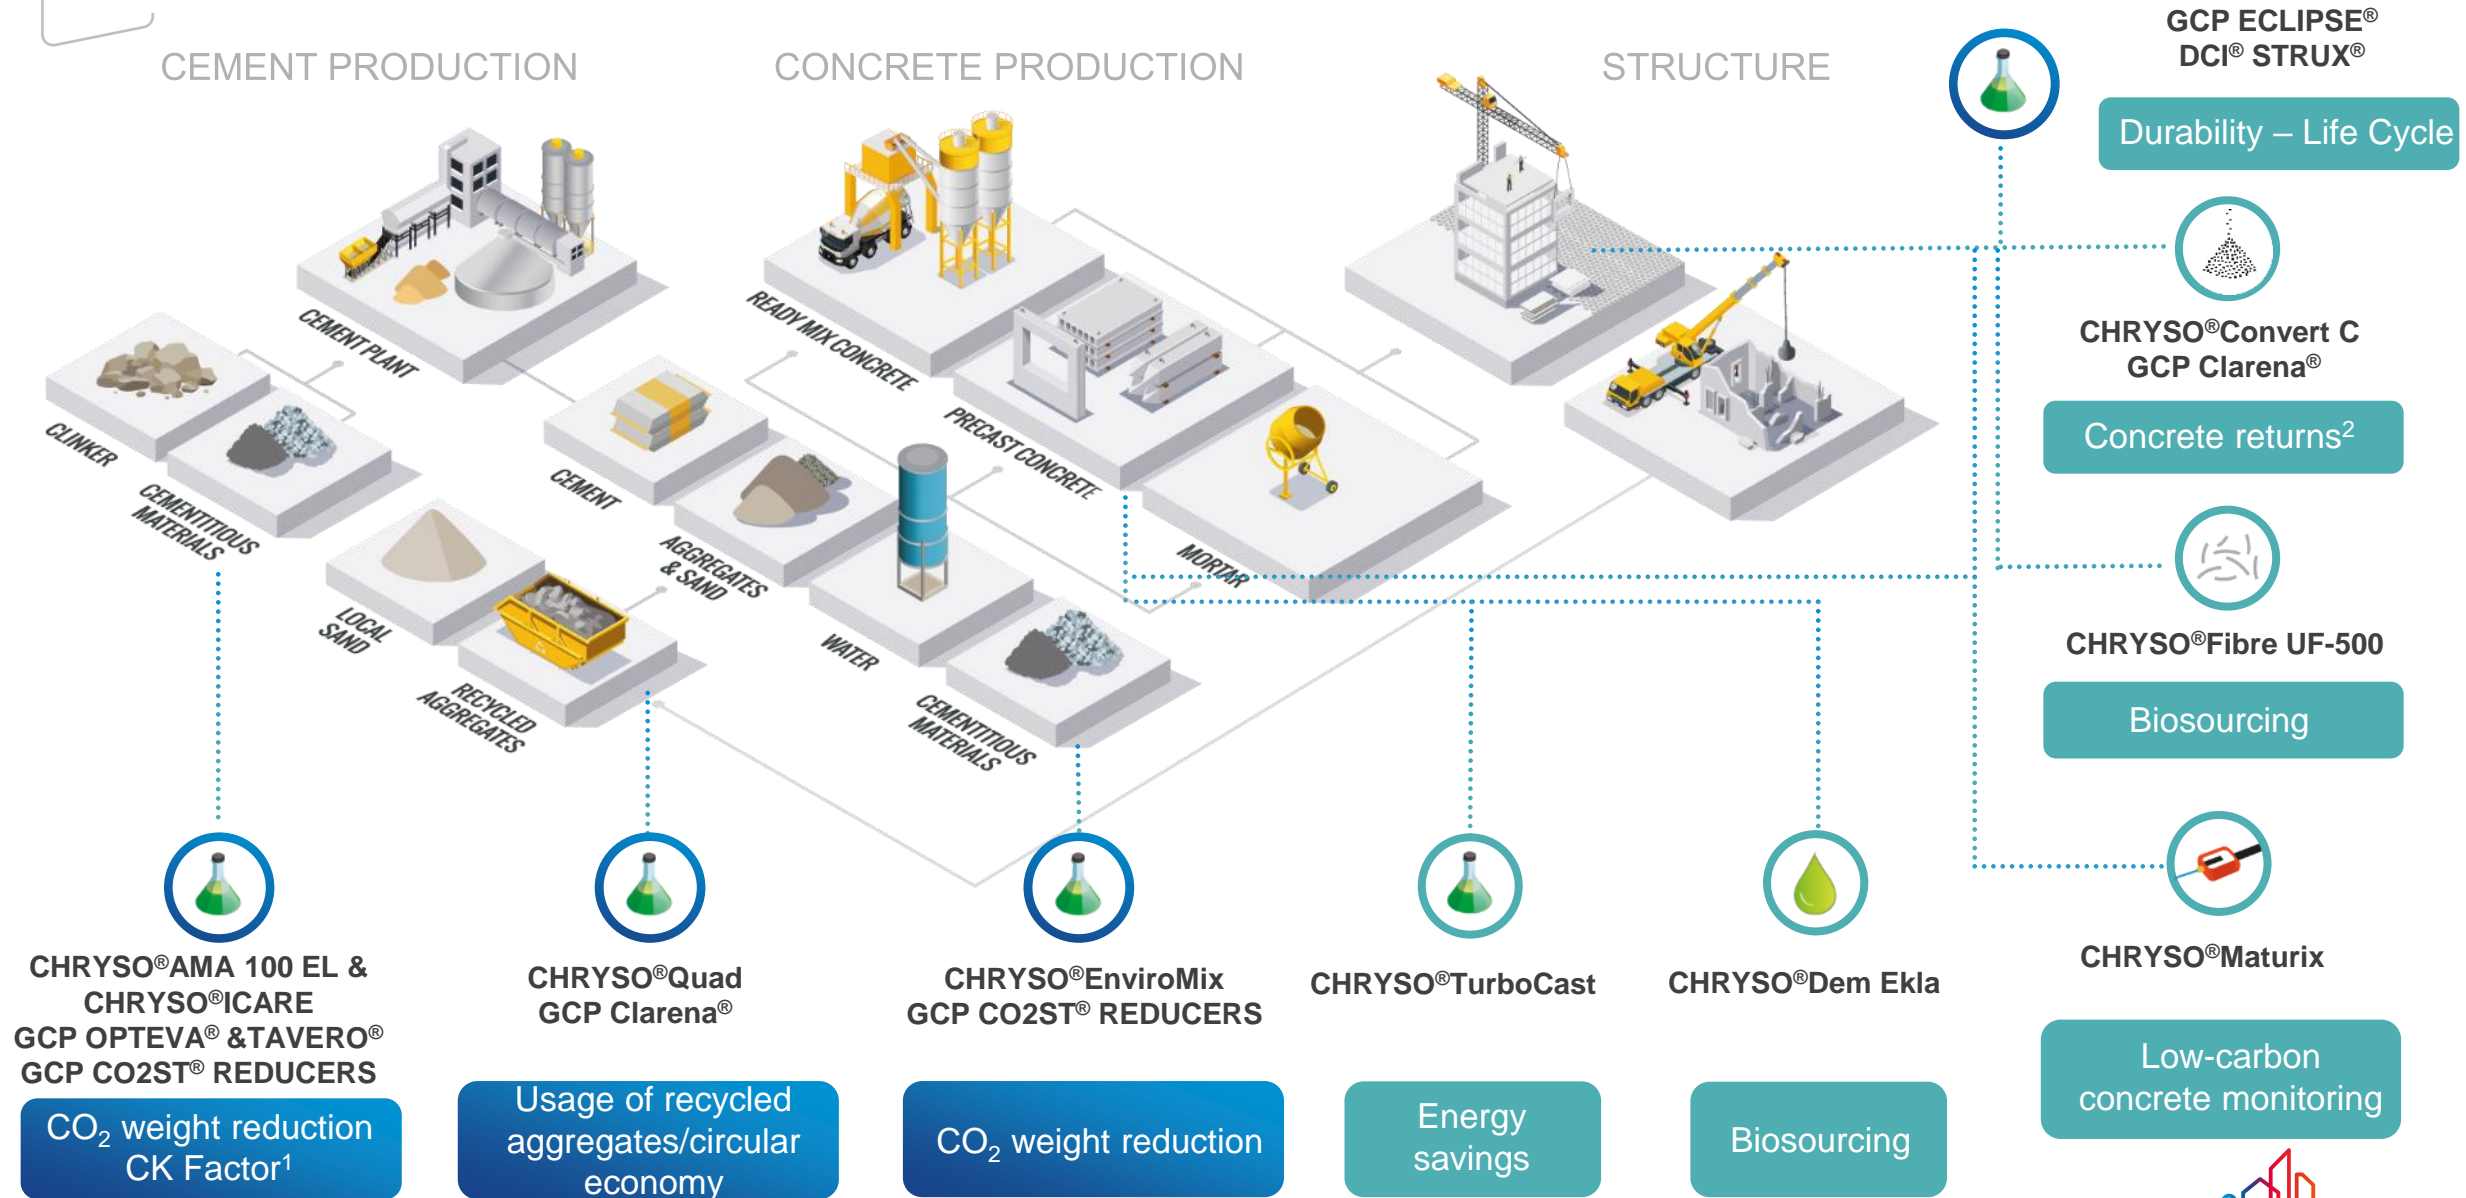 CEMENT PRODUCTION
CONCRETE PRODUCTION
STRUCTURE
GCP ECLIPSE®
DCI® STRUX®
Durability – Life Cycle
CEMENT PLANT
CLINKER
CEMENTITIOUS
MATERIALS
LOCAL
SAND
RECYCLED
AGGREGATES
READY MIX CONCRETE
PRECAST CONCRETE
MORTAR
CEMENT
AGGREGATES
& SAND
WATER
CEMENTITIOUS
MATERIALS
CHRYSO®Convert C
GCP Clarena®
Concrete returns²
CHRYSO®Fibre UF-500
Biosourcing
CHRYSO®AMA 100 EL &
CHRYSO®ICARE
GCP OPTEVA® &TAVERO®
GCP CO2ST® REDUCERS
CO₂ weight reduction
CK Factor¹
CHRYSO®Quad
GCP Clarena®
Usage of recycled
aggregates/circular
economy
CHRYSO®EnviroMix
GCP CO2ST® REDUCERS
CO₂ weight reduction
CHRYSO®TurboCast
Energy
savings
CHRYSO®Dem Ekla
Biosourcing
CHRYSO®Maturix
Low-carbon
concrete monitoring